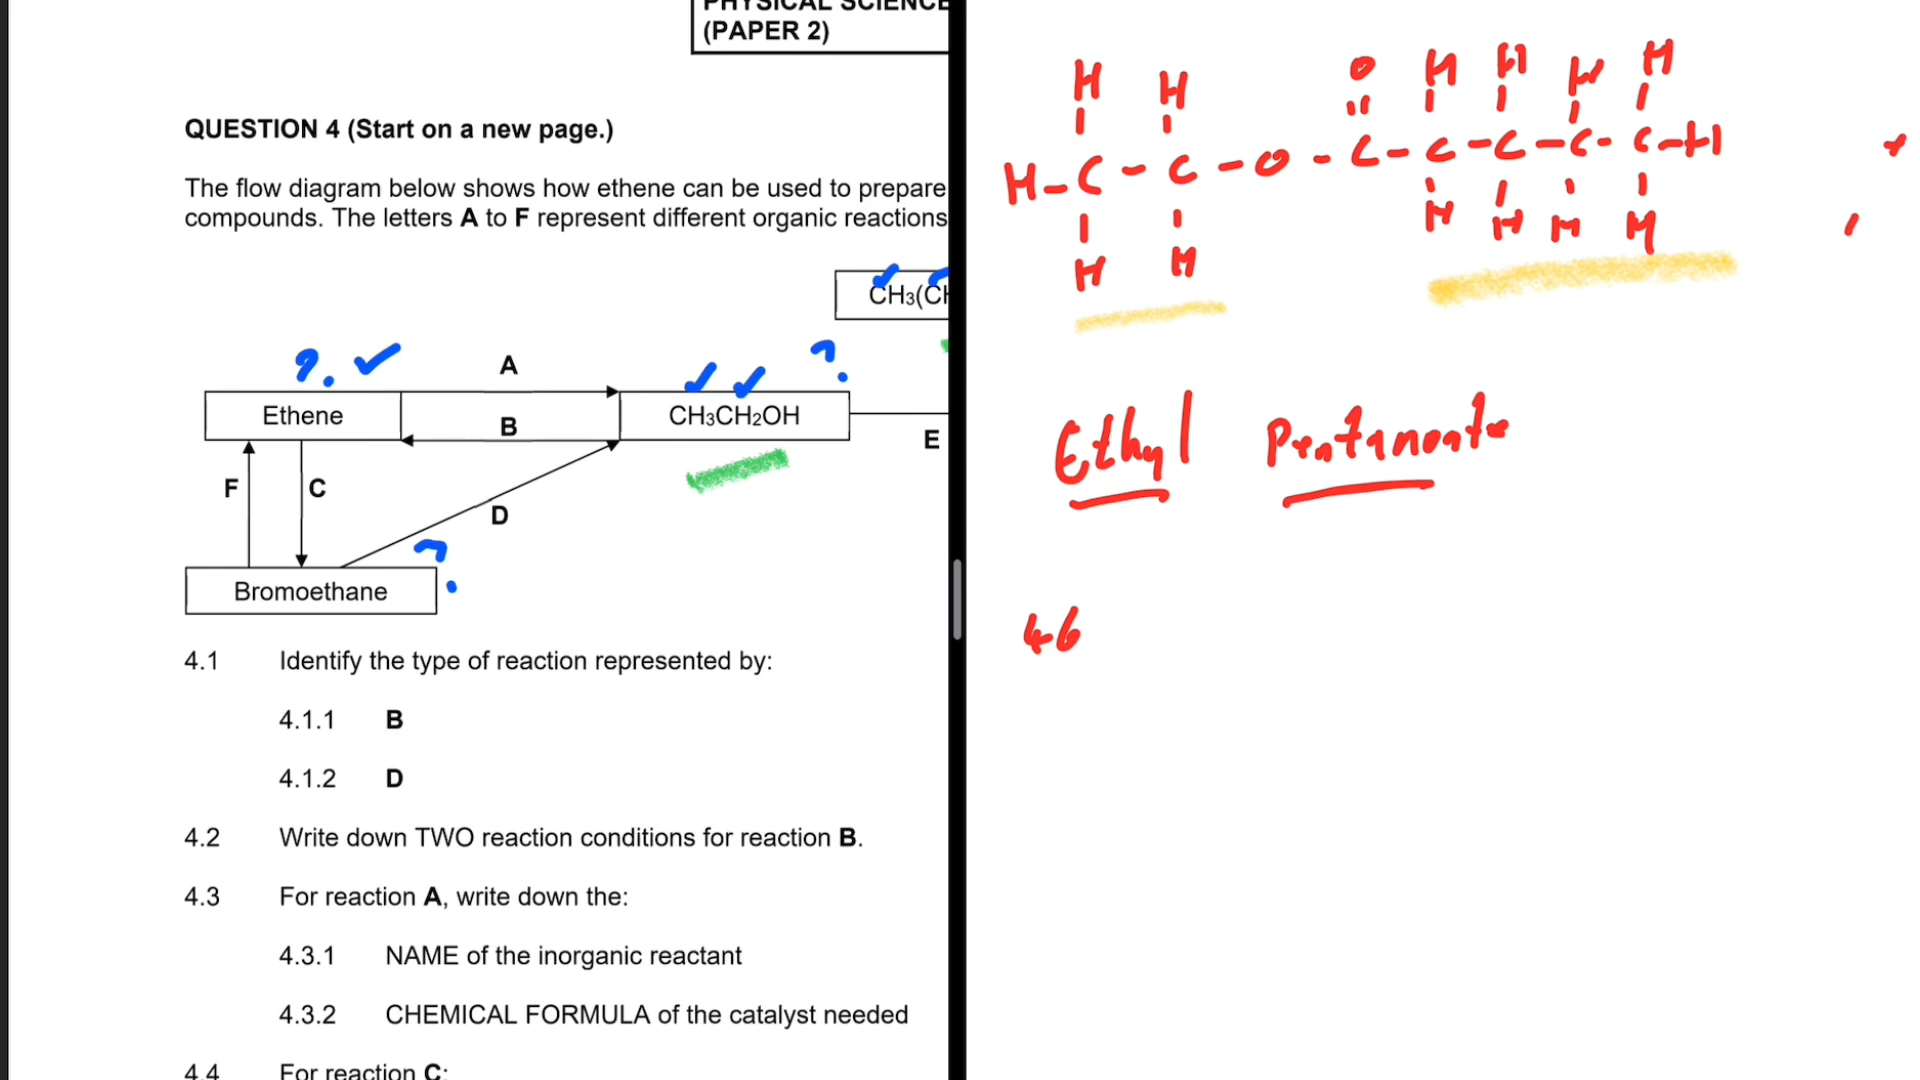 PHYSICAL SCIENCE
(PAPER 2)
QUESTION 4 (Start on a new page.)
The flow diagram below shows how ethene can be used to prepare
compounds. The letters A to F represent different organic reactions
CH3(CH
? ✓
A
?
Ethene
CH3CH2OH
B
E
F
C
D
?
Bromoethane
4.1 Identify the type of reaction represented by:
4.1.1 B
4.1.2 D
4.2 Write down TWO reaction conditions for reaction B.
4.3 For reaction A, write down the:
4.3.1 NAME of the inorganic reactant
4.3.2 CHEMICAL FORMULA of the catalyst needed
4.4 For reaction C:
H H O H H H H
H-C-C-O-C-C-C-C-C-H
H H H H H H
Ethyl Pentanoate
4.6